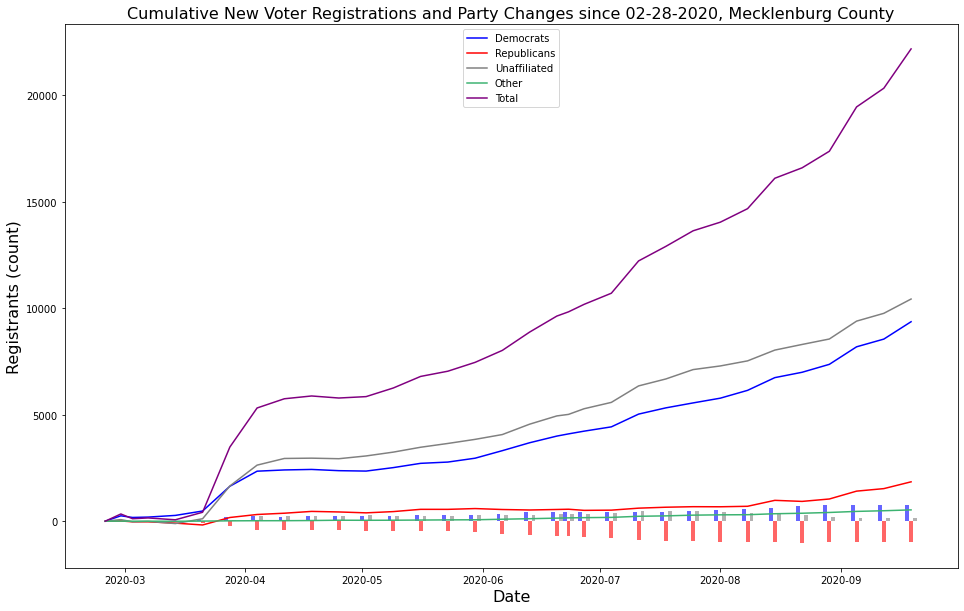 Cumulative New Voter Registrations and Party Changes since 02-28-2020, Mecklenburg County
Democrats
Republicans
Unaffiliated
Other
Total
Registrants (count)
20000
15000
10000
5000
0
2020-03
2020-04
2020-05
2020-06
2020-07
2020-08
2020-09
Date